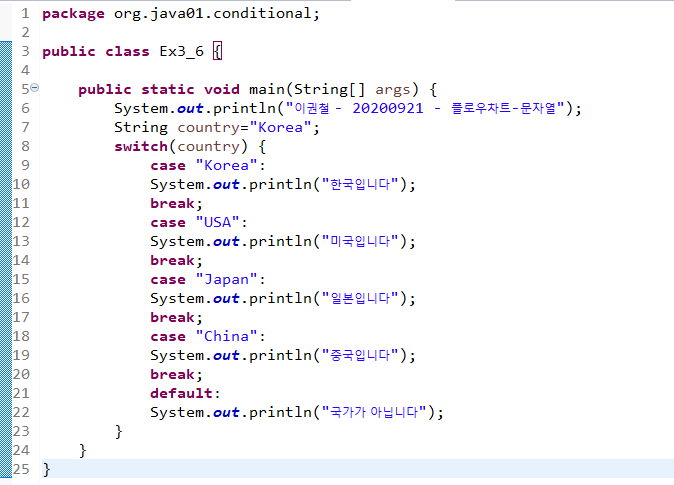 1 package org.java01.conditional;
2
3 public class Ex3_6 {
4
5     public static void main(String[] args) {
6         System.out.println("이권철 - 20200921 - 플로우차트-문자열");
7         String country="Korea";
8         switch(country) {
9             case "Korea":
10             System.out.println("한국입니다");
11             break;
12             case "USA":
13             System.out.println("미국입니다");
14             break;
15             case "Japan":
16             System.out.println("일본입니다");
17             break;
18             case "China":
19             System.out.println("중국입니다");
20             break;
21             default:
22             System.out.println("국가가 아닙니다");
23         }
24     }
25 }